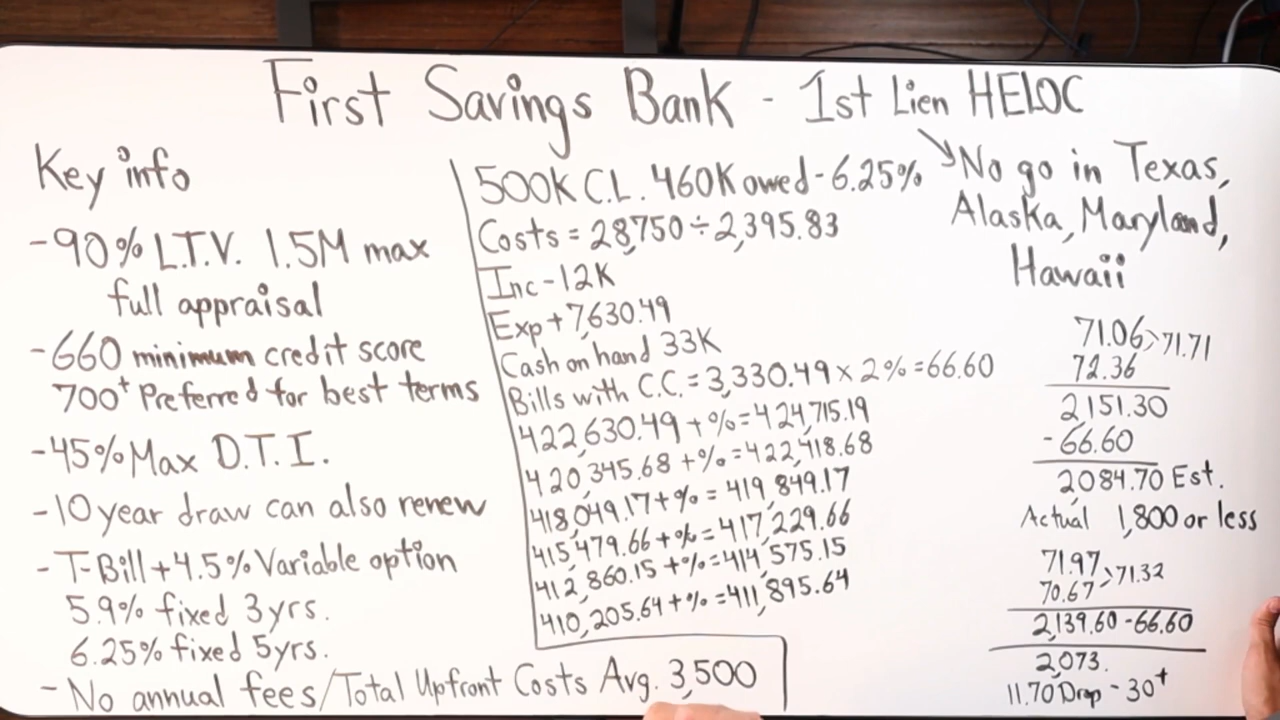 First Savings Bank - 1st Lien HELOC
Key info
-90% L.T.V. 1.5M max
full appraisal
-660 minimum credit score
700+ Preferred for best terms
-45% Max D.T.I.
-10 year draw can also renew
-T-Bill+4.5% Variable option
5.9% fixed 3yrs.
6.25% fixed 5yrs.
-No annual fees/Total Upfront Costs Avg. 3,500
500K C.L. 460K owed - 6.25%
Costs = 28,750 ÷ 2,395.83
Inc - 12K
Exp + 7,630.49
Cash on hand 33K
Bills with C.C. = 3,330.49 × 2% = 66.60
422,630.49 + % = 424,715.19
420,345.68 + % = 422,418.68
418,049.17 + % = 419,849.17
415,479.66 + % = 417,229.66
412,860.15 + % = 414,575.15
410,205.64 + % = 411,895.64
No go in Texas,
Alaska, Maryland,
Hawaii
71.06 > 71.71
72.36
2151.30
-66.60
2084.70 Est.
Actual 1,800 or less
71.97 > 71.32
70.67
2,139.60 - 66.60
2,073.
11.70 Drop - 30+